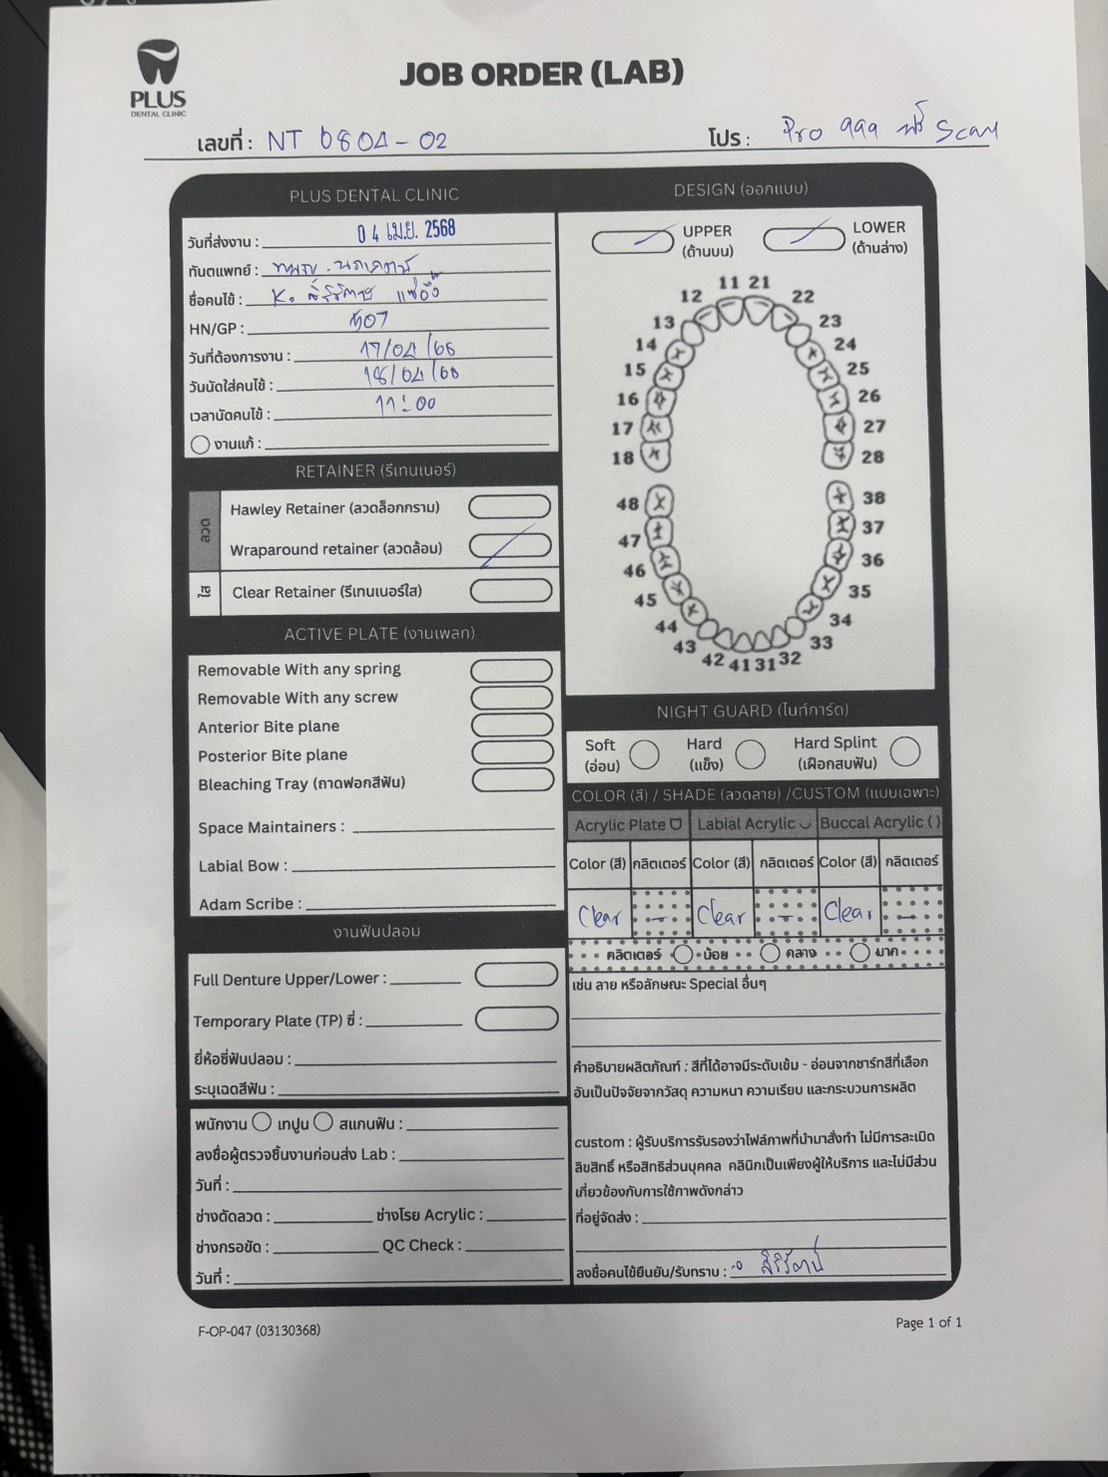 PLUS
DENTAL CLINIC
JOB ORDER (LAB)
เลขที่ : NT 6804-02
โปร : Pro 999 ฟรี Scan
PLUS DENTAL CLINIC
วันที่ส่งงาน : 04 เม.ย. 2568
ทันตแพทย์ :
ชื่อคนไข้ : K.
HN/GP :
วันที่ต้องการงาน : 17/04/68
วันนัดใส่คนไข้ : 18/04/68
เวลานัดคนไข้ : 11:00
งานแก้ :
RETAINER (รีเทนเนอร์)
ลวด
Hawley Retainer (ลวดล็อกกราม)
Wraparound retainer (ลวดล้อม)
ใส
Clear Retainer (รีเทนเนอร์ใส)
ACTIVE PLATE (งานเพลท)
Removable With any spring
Removable With any screw
Anterior Bite plane
Posterior Bite plane
Bleaching Tray (ถาดฟอกสีฟัน)
Space Maintainers :
Labial Bow :
Adam Scribe :
งานฟันปลอม
Full Denture Upper/Lower :
Temporary Plate (TP) ซี่ :
ยี่ห้อซี่ฟันปลอม :
ระบุเฉดสีฟัน :
พนักงาน เทปูน สแกนฟัน :
ลงชื่อผู้ตรวจชิ้นงานก่อนส่ง Lab :
วันที่ :
ช่างดัดลวด : ช่างโรย Acrylic :
ช่างกรอขัด : QC Check :
วันที่ :
DESIGN (ออกแบบ)
UPPER
(ด้านบน)
LOWER
(ด้านล่าง)
11 21
12 22
13 23
14 24
15 25
16 26
17 27
18 28
48 38
47 37
46 36
45 35
44 34
43 33
42 41 31 32
NIGHT GUARD (ไนท์การ์ด)
Soft
(อ่อน)
Hard
(แข็ง)
Hard Splint
(เฝือกสบฟัน)
COLOR (สี) / SHADE (ลวดลาย) /CUSTOM (แบบเฉพาะ)
Acrylic Plate Labial Acrylic Buccal Acrylic ( )
Color (สี) กลิตเตอร์ Color (สี) กลิตเตอร์ Color (สี) กลิตเตอร์
Clear - Clear - Clear -
กลิตเตอร์ น้อย กลาง มาก
เช่น ลาย หรือลักษณะ Special อื่นๆ
คำอธิบายผลิตภัณฑ์ : สีที่ได้อาจมีระดับเข้ม - อ่อนจากชาร์ทสีที่เลือก
อันเป็นปัจจัยจากวัสดุ ความหนา ความเรียบ และกระบวนการผลิต
custom : ผู้รับบริการรับรองว่าไฟล์ภาพที่นำมาสั่งทำ ไม่มีการละเมิด
ลิขสิทธิ์ หรือสิทธิส่วนบุคคล คลินิกเป็นเพียงผู้ให้บริการ และไม่มีส่วน
เกี่ยวข้องกับการใช้ภาพดังกล่าว
ที่อยู่จัดส่ง :
ลงชื่อคนไข้ยืนยัน/รับทราบ :
F-OP-047 (03130368)
Page 1 of 1